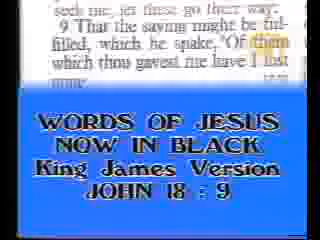 seek me, let these go their way:
9 That the saying might be ful-
filled, which he spake, "Of them
which thou gavest me have I lost
none.
WORDS OF JESUS
NOW IN BLACK
King James Version
JOHN 18 : 9